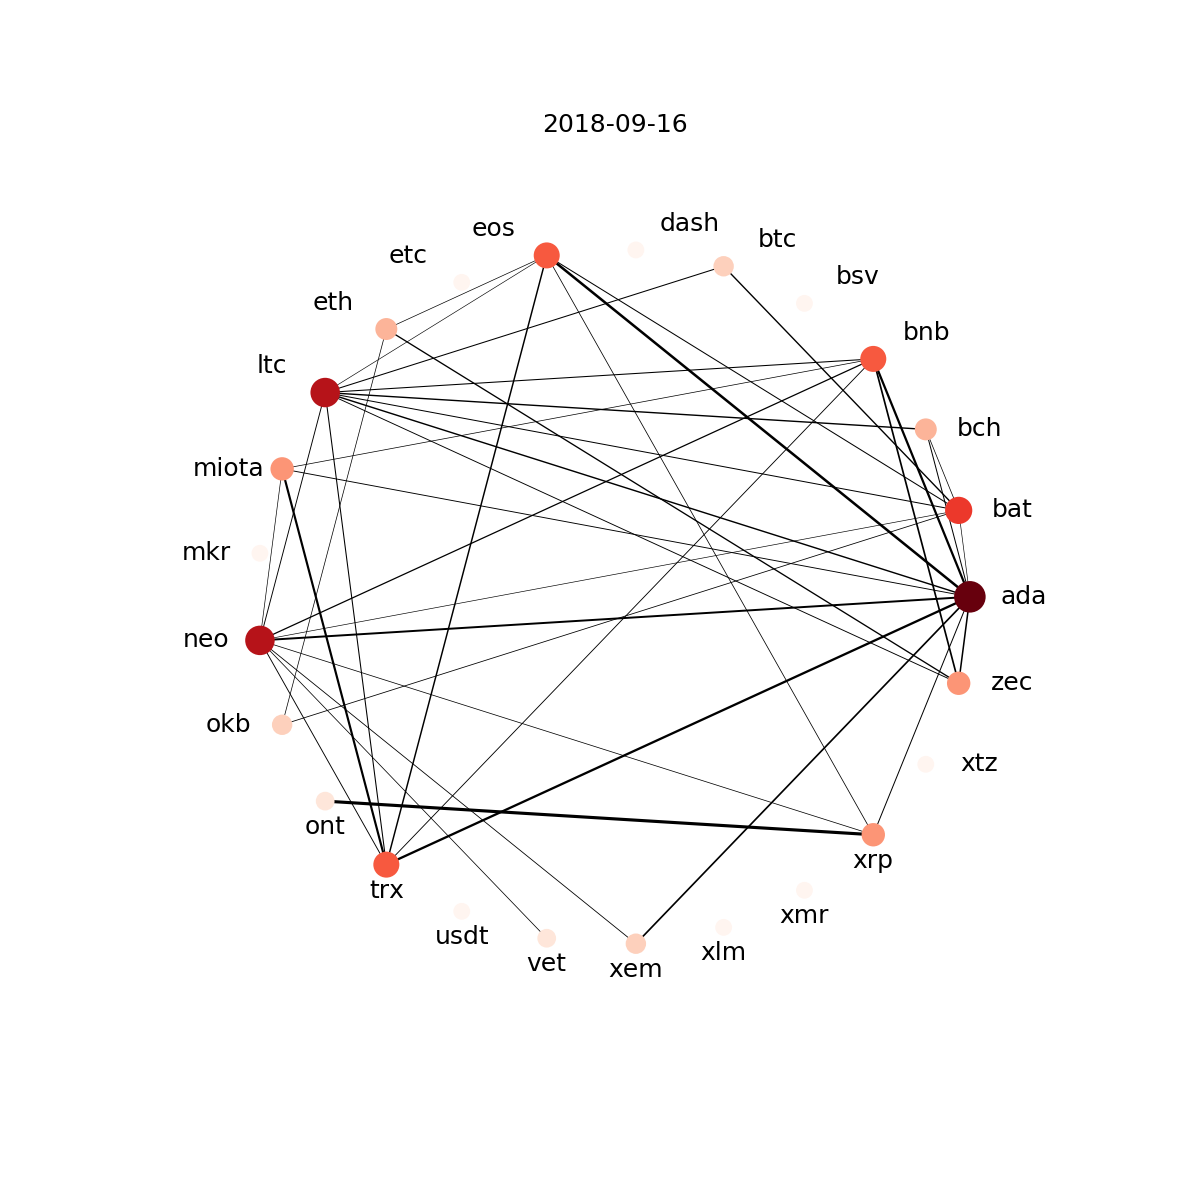 2018-09-16
dash
eos
btc
etc
bsv
eth
bnb
ltc
bch
miota
bat
mkr
ada
neo
zec
okb
xtz
ont
xrp
trx
xmr
usdt
xlm
vet
xem